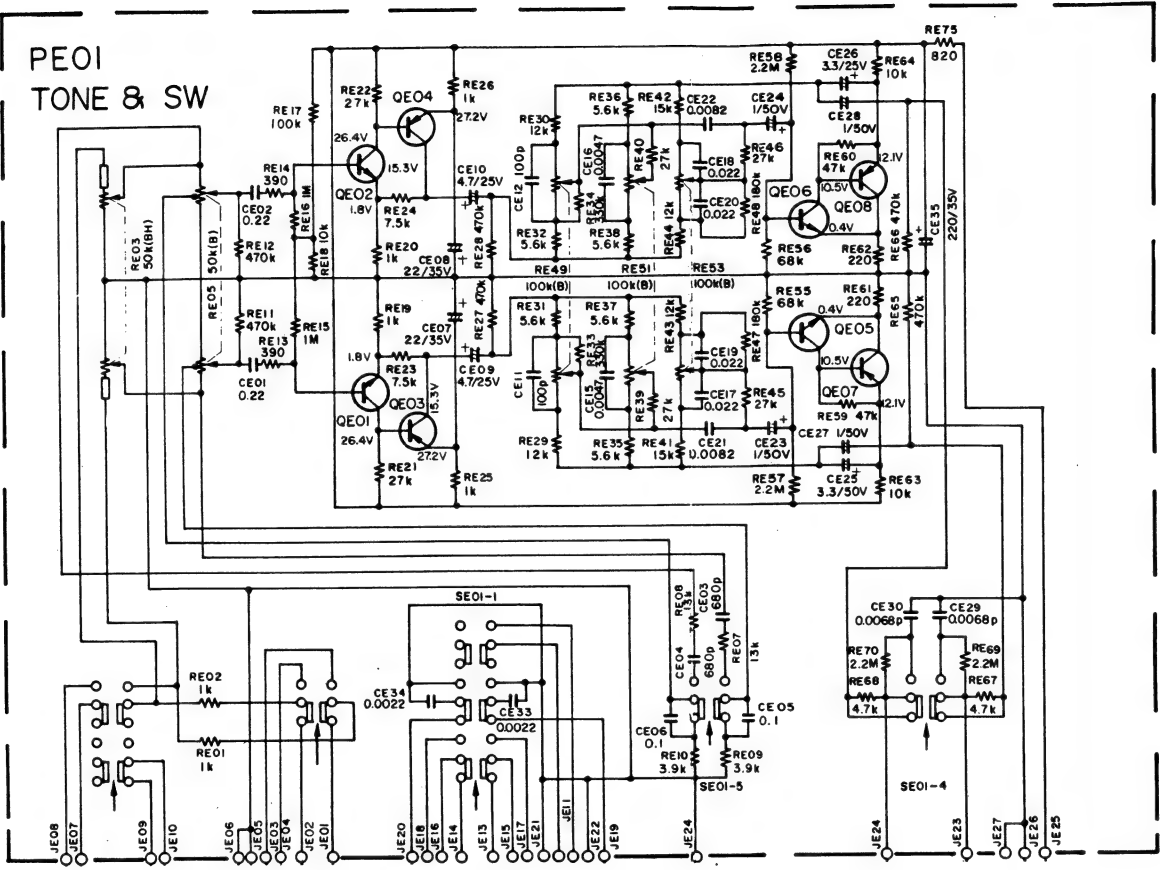 PE01
TONE & SW
RE17
100k
RE22
27k
QE04
RE26
1k
27.2V
26.4V
15.3V
RE14
390
QE02
1.8V
CE02
0.22
RE16 1M
RE18 10k
RE12
470k
RE03
50k(BH)
RE05 50k(B)
RE24
7.5k
RE20
1k
CE10
4.7/25V
CE08
22/35V
RE28 470k
RE11
470k
RE13
390
CE01
0.22
RE15
1M
RE19
1k
CE07
22/35V
RE27 470k
1.8V
RE23
7.5k
CE09
4.7/25V
QE01
26.4V
QE03
15.3V
27.2V
RE21
27k
RE25
1k
RE30
12k
RE36
5.6k
RE42
15k
CE22
0.0082
CE24
1/50V
RE58
2.2M
CE12 100p
CE16
0.0047
RE40
27k
RE34
330k
CE18
0.022
CE20
0.022
RE46
27k
RE48 180k
RE32
5.6k
RE38
5.6k
RE44 12k
RE49
100k(B)
RE51
100k(B)
RE53
100k(B)
RE31
5.6k
RE37
5.6k
RE43 12k
RE33
330k
CE11
100p
CE15
0.0047
RE39
27k
CE19
0.022
CE17
0.022
RE47 180k
RE45
27k
RE29
12k
RE35
5.6k
RE41
15k
CE21
0.0082
CE23
1/50V
RE57
2.2M
CE26
3.3/25V
RE64
10k
RE75
820
CE28
1/50V
RE60
47k
12.1V
10.5V
QE06
QE08
0.4V
RE56
68k
RE62
220
RE66 470k
CE35
220/35V
RE55
68k
RE61
220
RE65
470k
0.4V
QE05
10.5V
QE07
12.1V
RE59 47k
CE27 1/50V
CE25
3.3/50V
RE63
10k
SE01-1
RE08
13k
CE03
680p
CE04
680p
RE07
13k
CE30
0.0068p
CE29
0.0068p
RE70
2.2M
RE69
2.2M
RE68
4.7k
RE67
4.7k
RE02
1k
RE01
1k
CE34
0.0022
CE33
0.0022
CE06
0.1
CE05
0.1
RE10
3.9k
RE09
3.9k
SE01-5
SE01-4
JE08
JE07
JE09
JE10
JE06
JE05
JE03
JE04
JE02
JE01
JE20
JE18
JE16
JE14
JE13
JE15
JE17
JE21
JE11
JE22
JE19
JE24
JE24
JE23
JE27
JE26
JE25